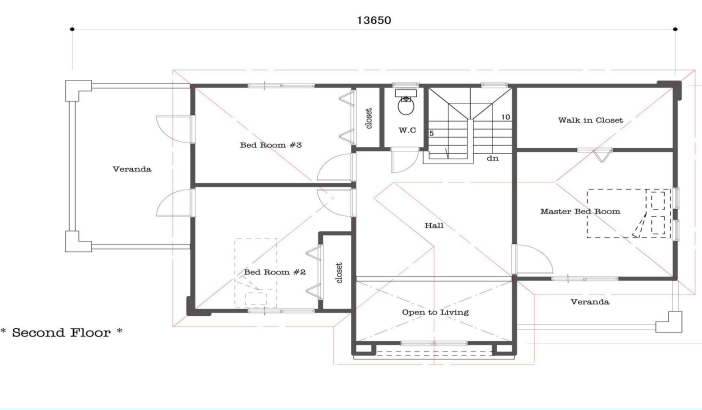 13650
closet
W.C
5
10
dn
Walk in Closet
Bed Room #3
Veranda
Master Bed Room
Hall
Bed Room #2
closet
Veranda
Open to Living
* Second Floor *